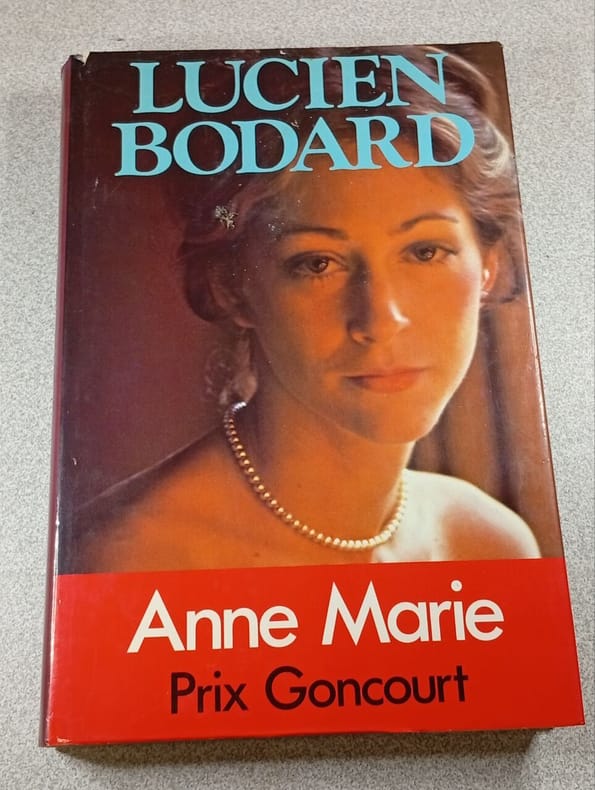 LUCIEN
BODARD
Anne Marie
Prix Goncourt